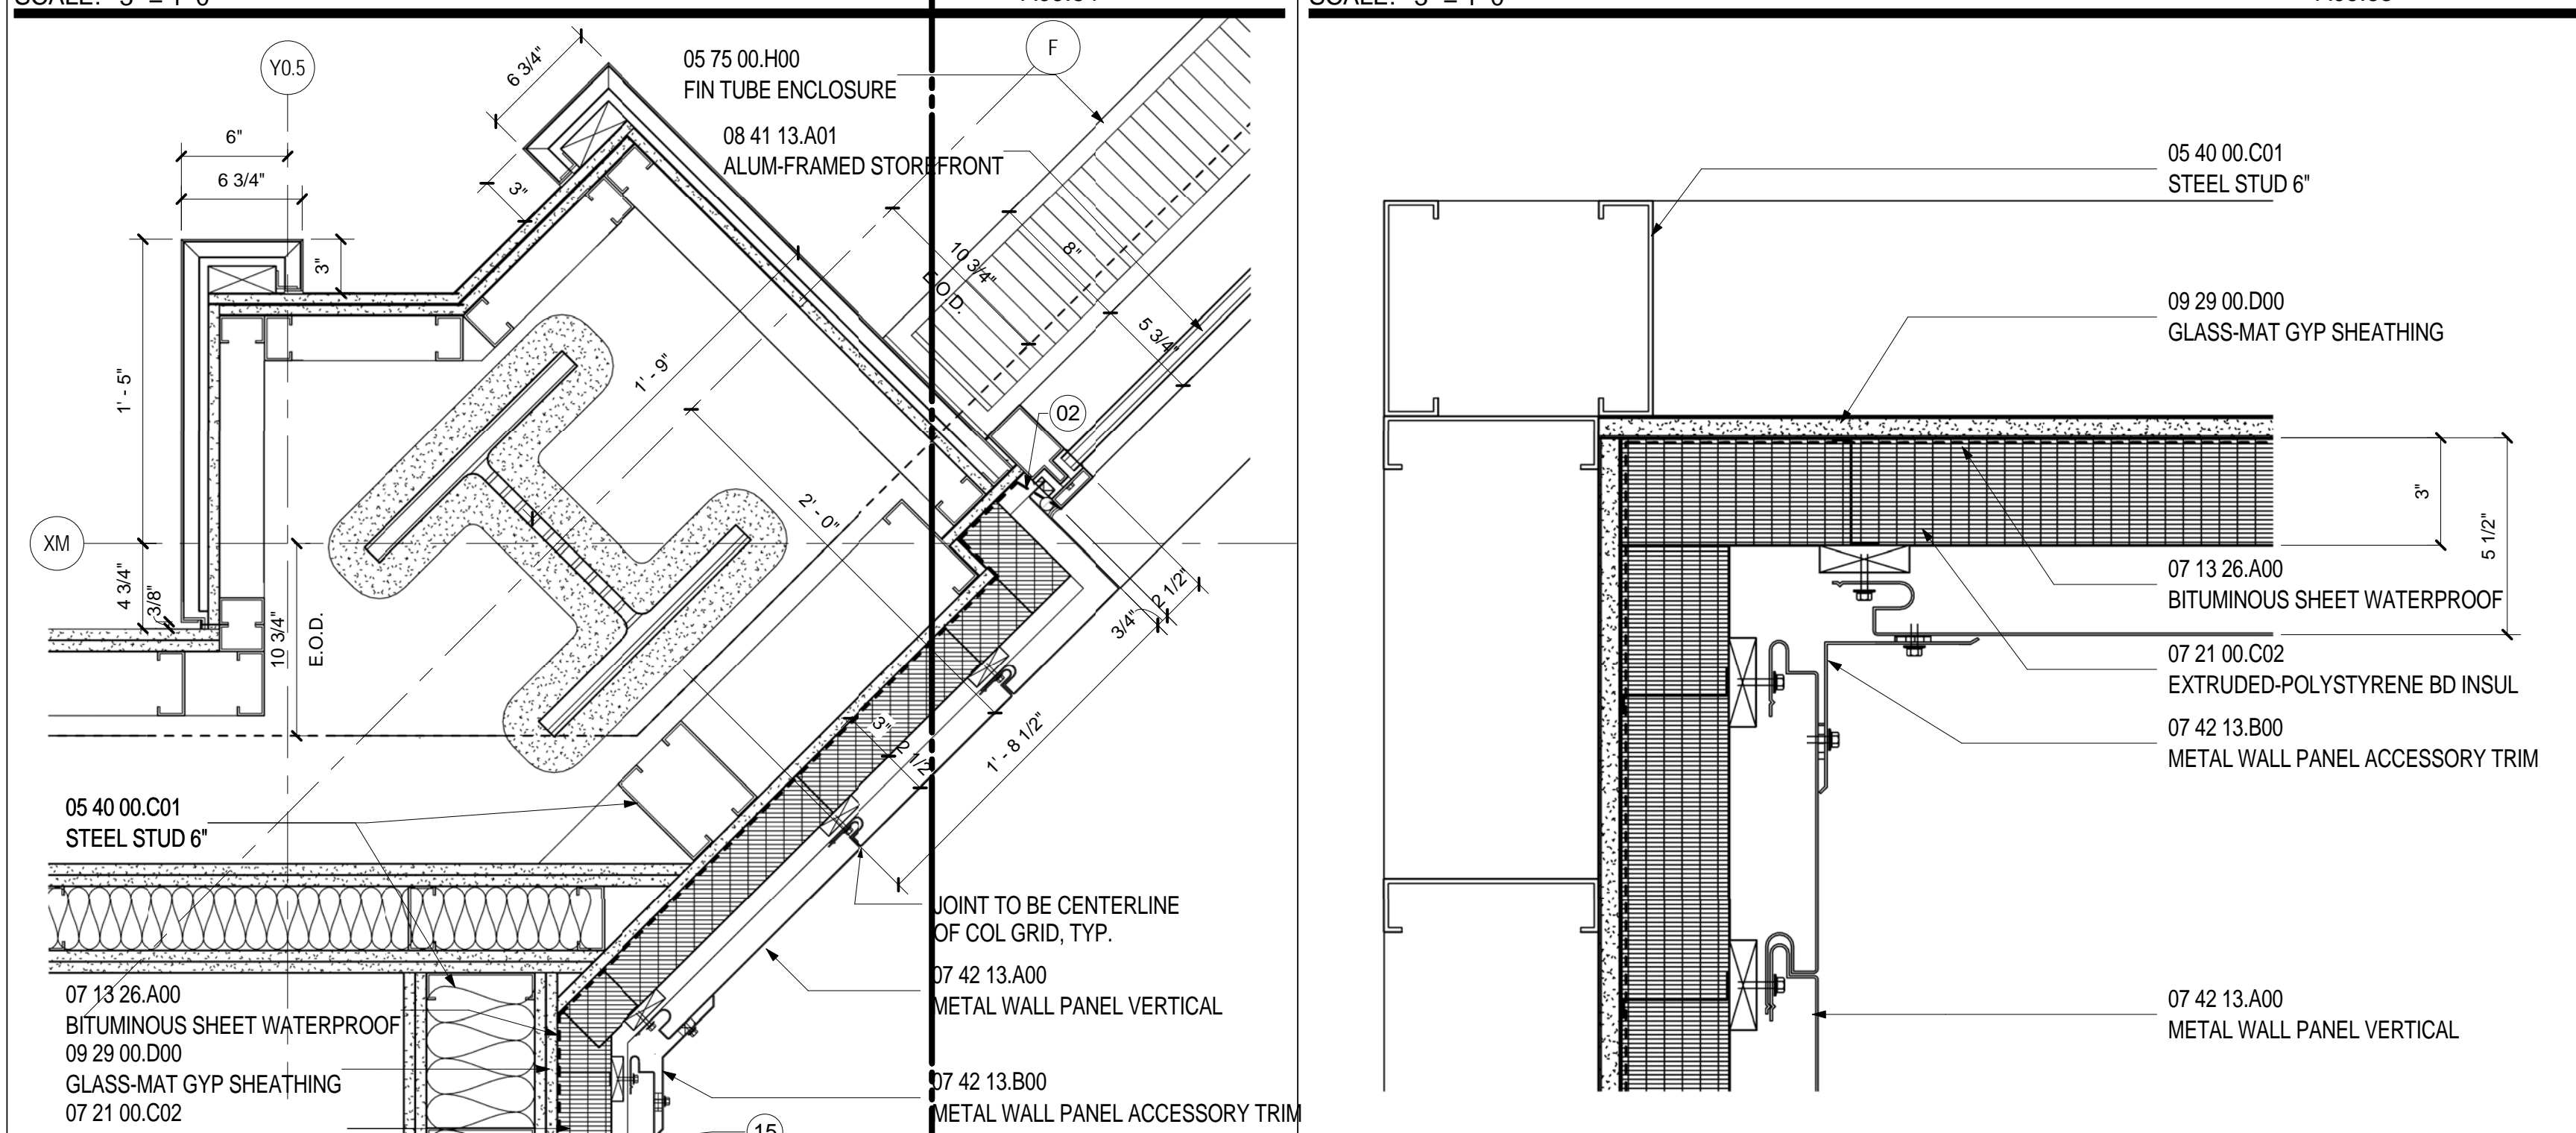 Y0.5
F
6 3/4"
05 75 00.H00
FIN TUBE ENCLOSURE
08 41 13.A01
ALUM-FRAMED STOREFRONT
6"
6 3/4"
3"
3"
1' - 5"
10 3/4"
E.O.D.
8"
5 3/4"
1' - 9"
02
2' - 0"
XM
4 3/4"
3/8"
10 3/4"
E.O.D.
2 1/2"
3/4"
3"
2 1/2"
1' - 8 1/2"
05 40 00.C01
STEEL STUD 6"
JOINT TO BE CENTERLINE
OF COL GRID, TYP.
07 42 13.A00
METAL WALL PANEL VERTICAL
07 13 26.A00
BITUMINOUS SHEET WATERPROOF
09 29 00.D00
GLASS-MAT GYP SHEATHING
07 21 00.C02
07 42 13.B00
METAL WALL PANEL ACCESSORY TRIM
15
05 40 00.C01
STEEL STUD 6"
09 29 00.D00
GLASS-MAT GYP SHEATHING
3"
5 1/2"
07 13 26.A00
BITUMINOUS SHEET WATERPROOF
07 21 00.C02
EXTRUDED-POLYSTYRENE BD INSUL
07 42 13.B00
METAL WALL PANEL ACCESSORY TRIM
07 42 13.A00
METAL WALL PANEL VERTICAL